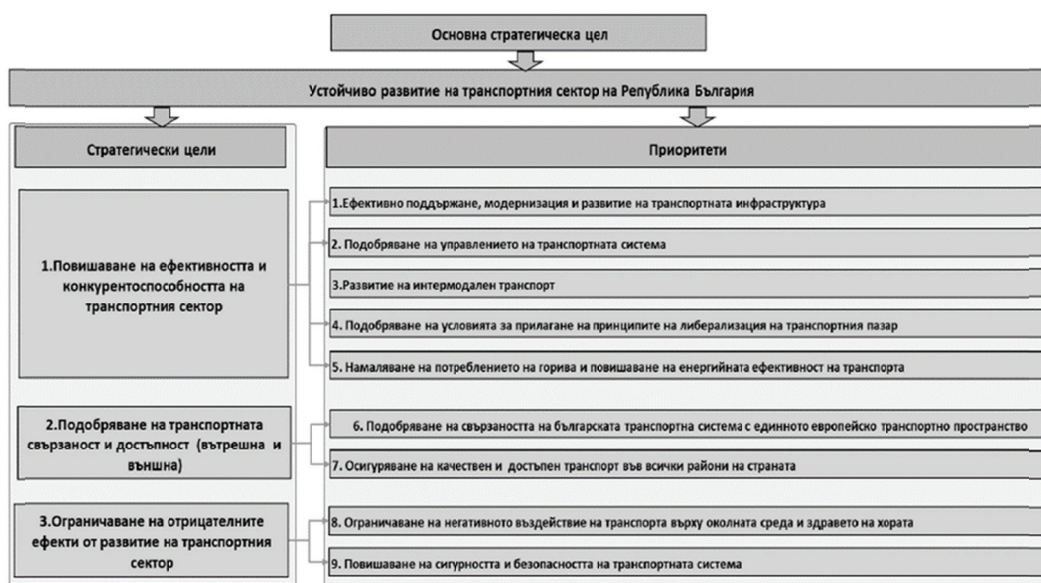 Основна стратегическа цел
Устойчиво развитие на транспортния сектор на Република България
Стратегически цели
Приоритети
1.Повишаване на ефективността и
конкурентоспособността на
транспортния сектор
1.Ефективно поддържане, модернизация и развитие на транспортната инфраструктура
2. Подобряване на управлението на транспортната система
3.Развитие на интермодален транспорт
4. Подобряване на условията за прилагане на принципите на либерализация на транспортния пазар
5. Намаляване на потреблението на горива и повишаване на енергийната ефективност на транспорта
2.Подобряване на транспортната
свързаност и достъпност (вътрешна и
външна)
6. Подобряване на свързаността на българската транспортна система с единното европейско транспортно пространство
7. Осигуряване на качествен и достъпен транспорт във всички райони на страната
3.Ограничаване на отрицателните
ефекти от развитие на транспортния
сектор
8. Ограничаване на негативното въздействие на транспорта върху околната среда и здравето на хората
9. Повишаване на сигурността и безопасността на транспортната система